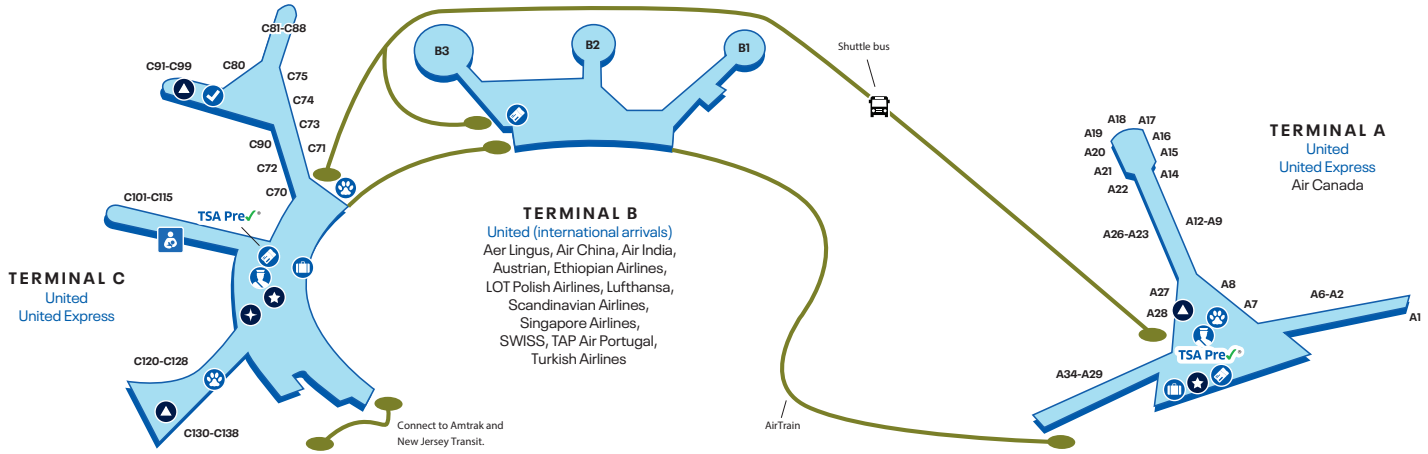 C81-C88
C91-C99
C80
C75
C74
C73
C90
C71
C72
C70
C101-C115
TSA Pre✓®
TERMINAL C
United
United Express
C120-C128
C130-C138
Connect to Amtrak and
New Jersey Transit.
B3
B2
B1
TERMINAL B
United (international arrivals)
Aer Lingus, Air China, Air India,
Austrian, Ethiopian Airlines,
LOT Polish Airlines, Lufthansa,
Scandinavian Airlines,
Singapore Airlines,
SWISS, TAP Air Portugal,
Turkish Airlines
Shuttle bus
AirTrain
TERMINAL A
United
United Express
Air Canada
A18
A17
A19
A16
A20
A15
A21
A14
A22
A12-A9
A26-A23
A27
A8
A28
A7
A6-A2
A1
TSA Pre✓®
A34-A29